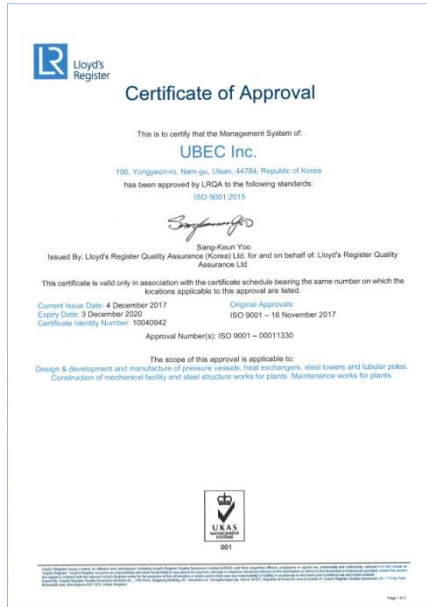 LR
Lloyd's
Register
Certificate of Approval
This is to certify that the Management System of:
UBEC Inc.
106, Yongyeon-ro, Nam-gu, Ulsan, 44784, Republic of Korea
has been approved by LRQA to the following standards:
ISO 9001:2015
Sang-Keun Yoo
Issued By: Lloyd's Register Quality Assurance (Korea) Ltd. for and on behalf of: Lloyd's Register Quality
Assurance Ltd
This certificate is valid only in association with the certificate schedule bearing the same number on which the
locations applicable to this approval are listed.
Current Issue Date: 4 December 2017
Expiry Date: 3 December 2020
Certificate Identity Number: 10040942
Original Approvals:
ISO 9001 – 16 November 2017
Approval Number(s): ISO 9001 – 00011330
The scope of this approval is applicable to:
Design & development and manufacture of pressure vessels, heat exchangers, steel towers and tubular poles.
Construction of mechanical facility and steel structure works for plants. Maintenance works for plants.
UKAS
MANAGEMENT
SYSTEMS
001
Page 1 of 2